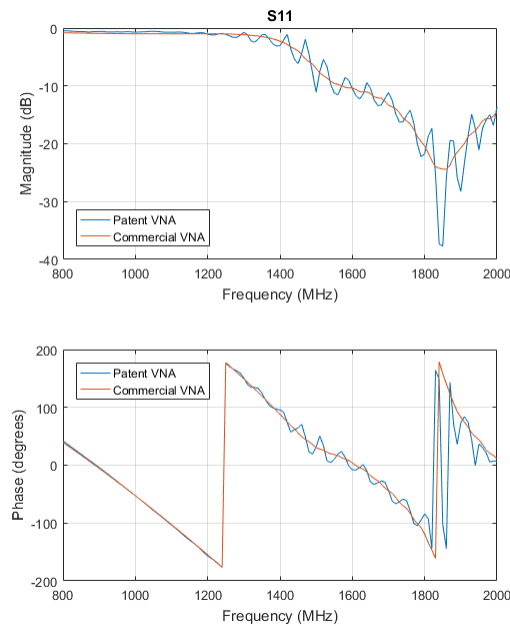 S11
0
-10
-20
-30
-40
Magnitude (dB)
Patent VNA
Commercial VNA
800 1000 1200 1400 1600 1800 2000
Frequency (MHz)
200
100
0
-100
-200
Phase (degrees)
Patent VNA
Commercial VNA
800 1000 1200 1400 1600 1800 2000
Frequency (MHz)